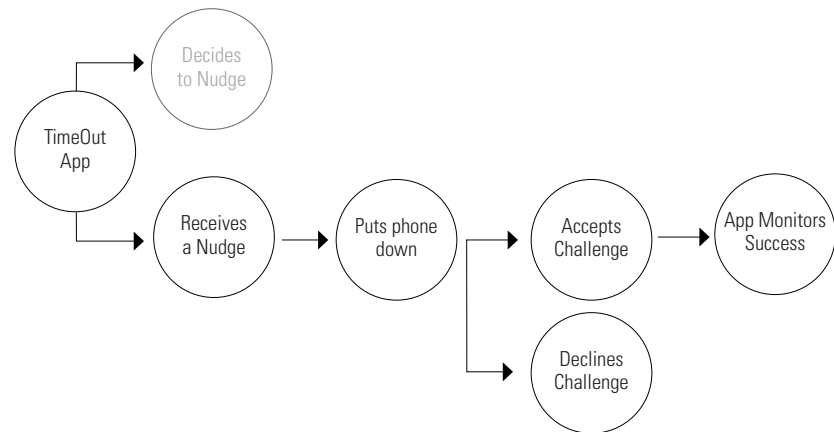 Decides
to Nudge
TimeOut
App
Receives
a Nudge
Puts phone
down
Accepts
Challenge
App Monitors
Success
Declines
Challenge